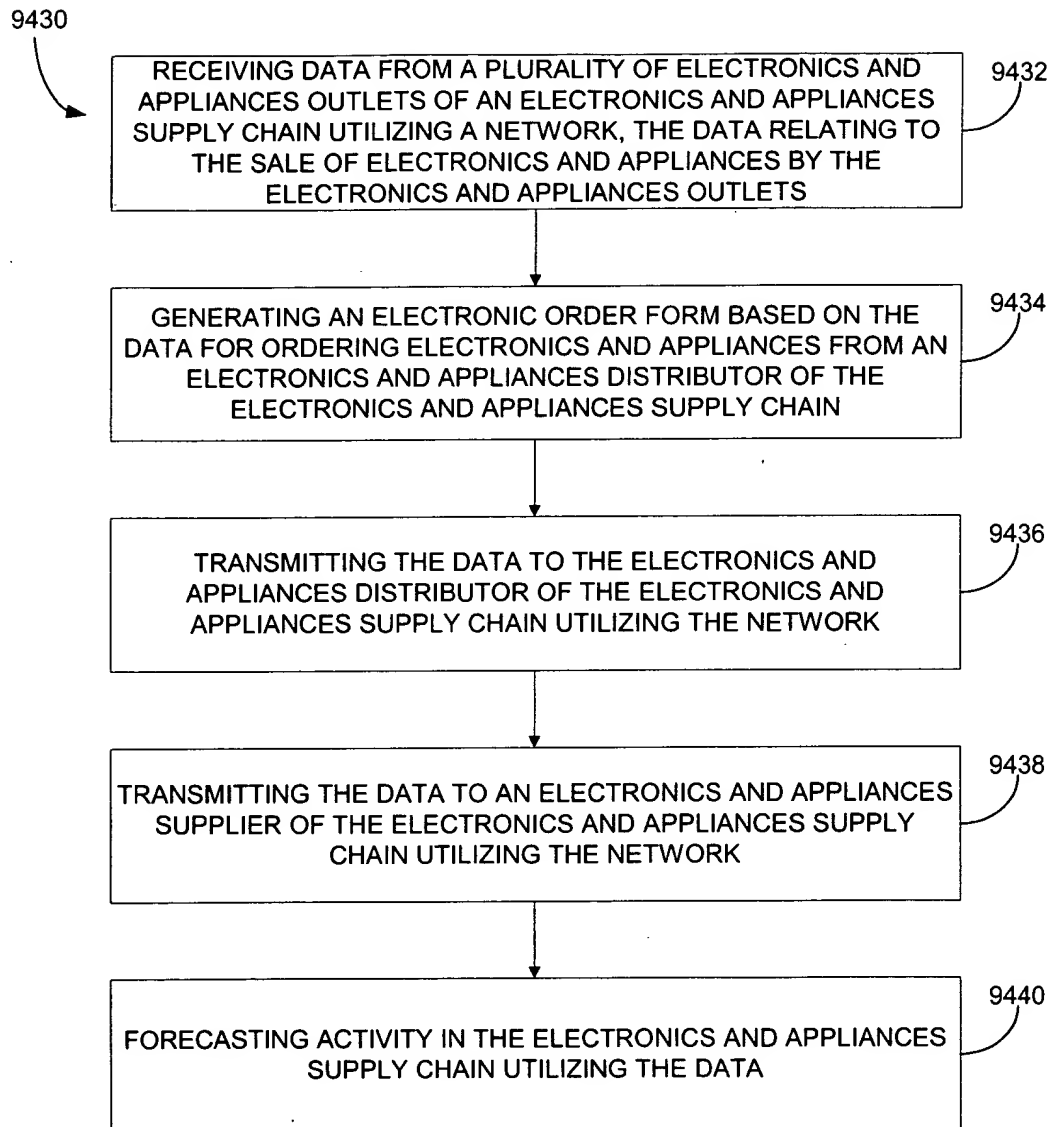 9430
RECEIVING DATA FROM A PLURALITY OF ELECTRONICS AND
APPLIANCES OUTLETS OF AN ELECTRONICS AND APPLIANCES
SUPPLY CHAIN UTILIZING A NETWORK, THE DATA RELATING TO
THE SALE OF ELECTRONICS AND APPLIANCES BY THE
ELECTRONICS AND APPLIANCES OUTLETS
9432
GENERATING AN ELECTRONIC ORDER FORM BASED ON THE
DATA FOR ORDERING ELECTRONICS AND APPLIANCES FROM AN
ELECTRONICS AND APPLIANCES DISTRIBUTOR OF THE
ELECTRONICS AND APPLIANCES SUPPLY CHAIN
9434
TRANSMITTING THE DATA TO THE ELECTRONICS AND
APPLIANCES DISTRIBUTOR OF THE ELECTRONICS AND
APPLIANCES SUPPLY CHAIN UTILIZING THE NETWORK
9436
TRANSMITTING THE DATA TO AN ELECTRONICS AND APPLIANCES
SUPPLIER OF THE ELECTRONICS AND APPLIANCES SUPPLY
CHAIN UTILIZING THE NETWORK
9438
FORECASTING ACTIVITY IN THE ELECTRONICS AND APPLIANCES
SUPPLY CHAIN UTILIZING THE DATA
9440